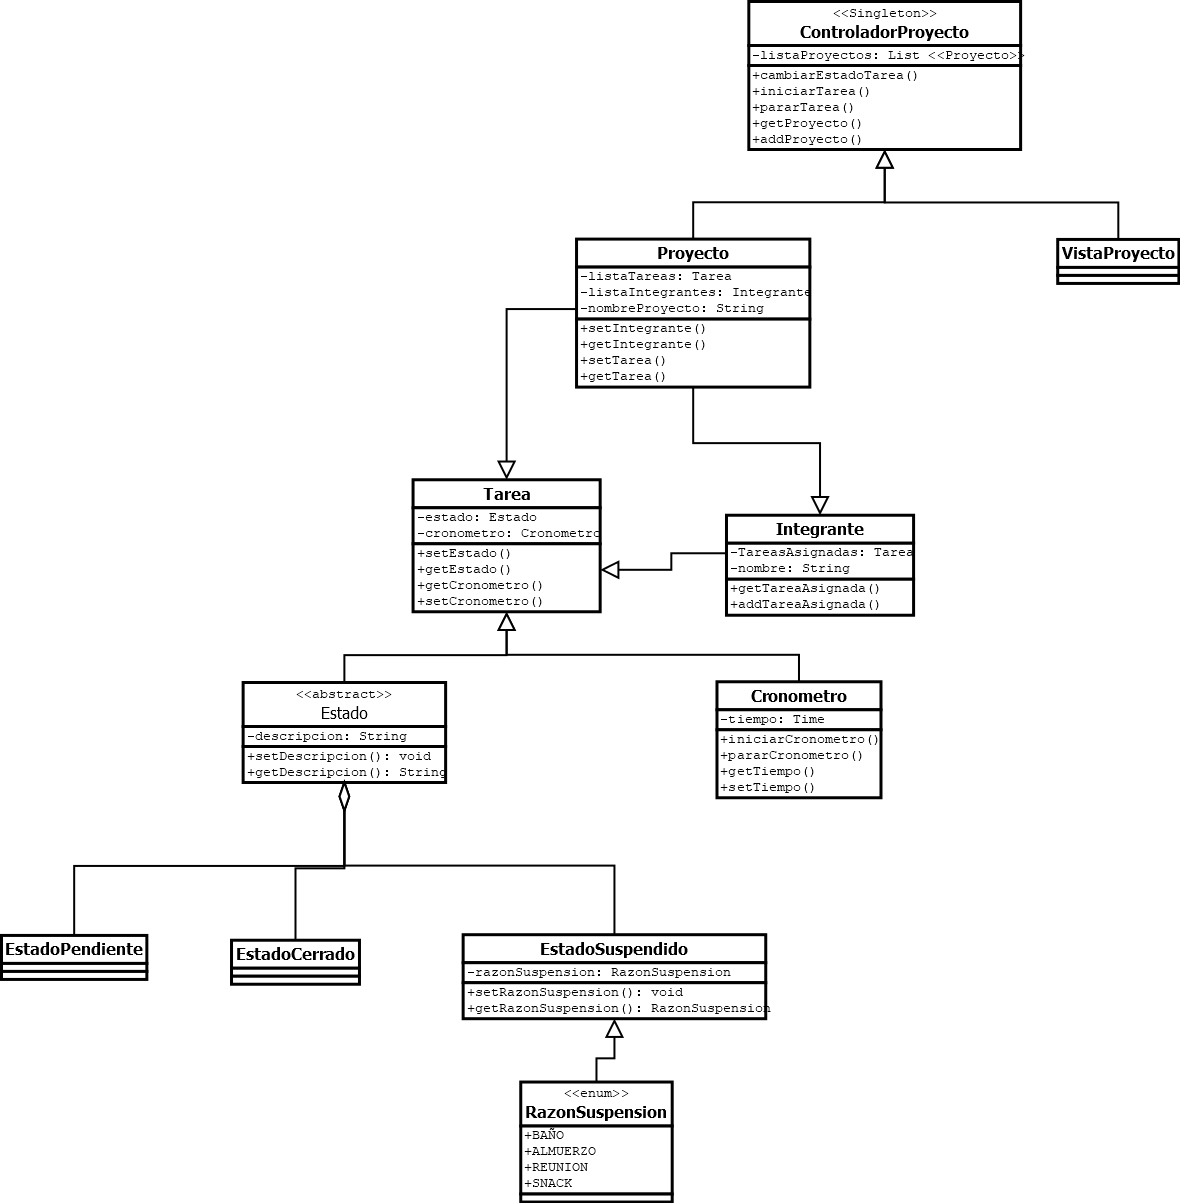 <<Singleton>>
ControladorProyecto
-listaProyectos: List <<Proyecto>>
+cambiarEstadoTarea()
+iniciarTarea()
+pararTarea()
+getProyecto()
+addProyecto()
Proyecto
-listaTareas: Tarea
-listaIntegrantes: Integrante
-nombreProyecto: String
+setIntegrante()
+getIntegrante()
+setTarea()
+getTarea()
VistaProyecto
Tarea
-estado: Estado
-cronometro: Cronometro
+setEstado()
+getEstado()
+getCronometro()
+setCronometro()
Integrante
-TareasAsignadas: Tarea
-nombre: String
+getTareaAsignada()
+addTareaAsignada()
<<abstract>>
Estado
-descripcion: String
+setDescripcion(): void
+getDescripcion(): String
Cronometro
-tiempo: Time
+iniciarCronometro()
+pararCronometro()
+getTiempo()
+setTiempo()
EstadoPendiente
EstadoCerrado
EstadoSuspendido
-razonSuspension: RazonSuspension
+setRazonSuspension(): void
+getRazonSuspension(): RazonSuspension
<<enum>>
RazonSuspension
+BAÑO
+ALMUERZO
+REUNION
+SNACK